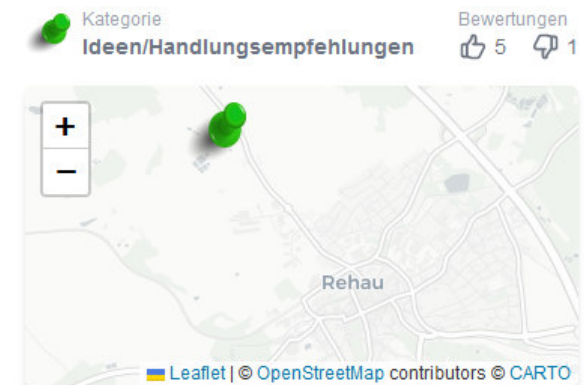 Kategorie
Bewertungen
Ideen/Handlungsempfehlungen
5
1
+
−
Rehau
Leaflet | © OpenStreetMap contributors © CARTO